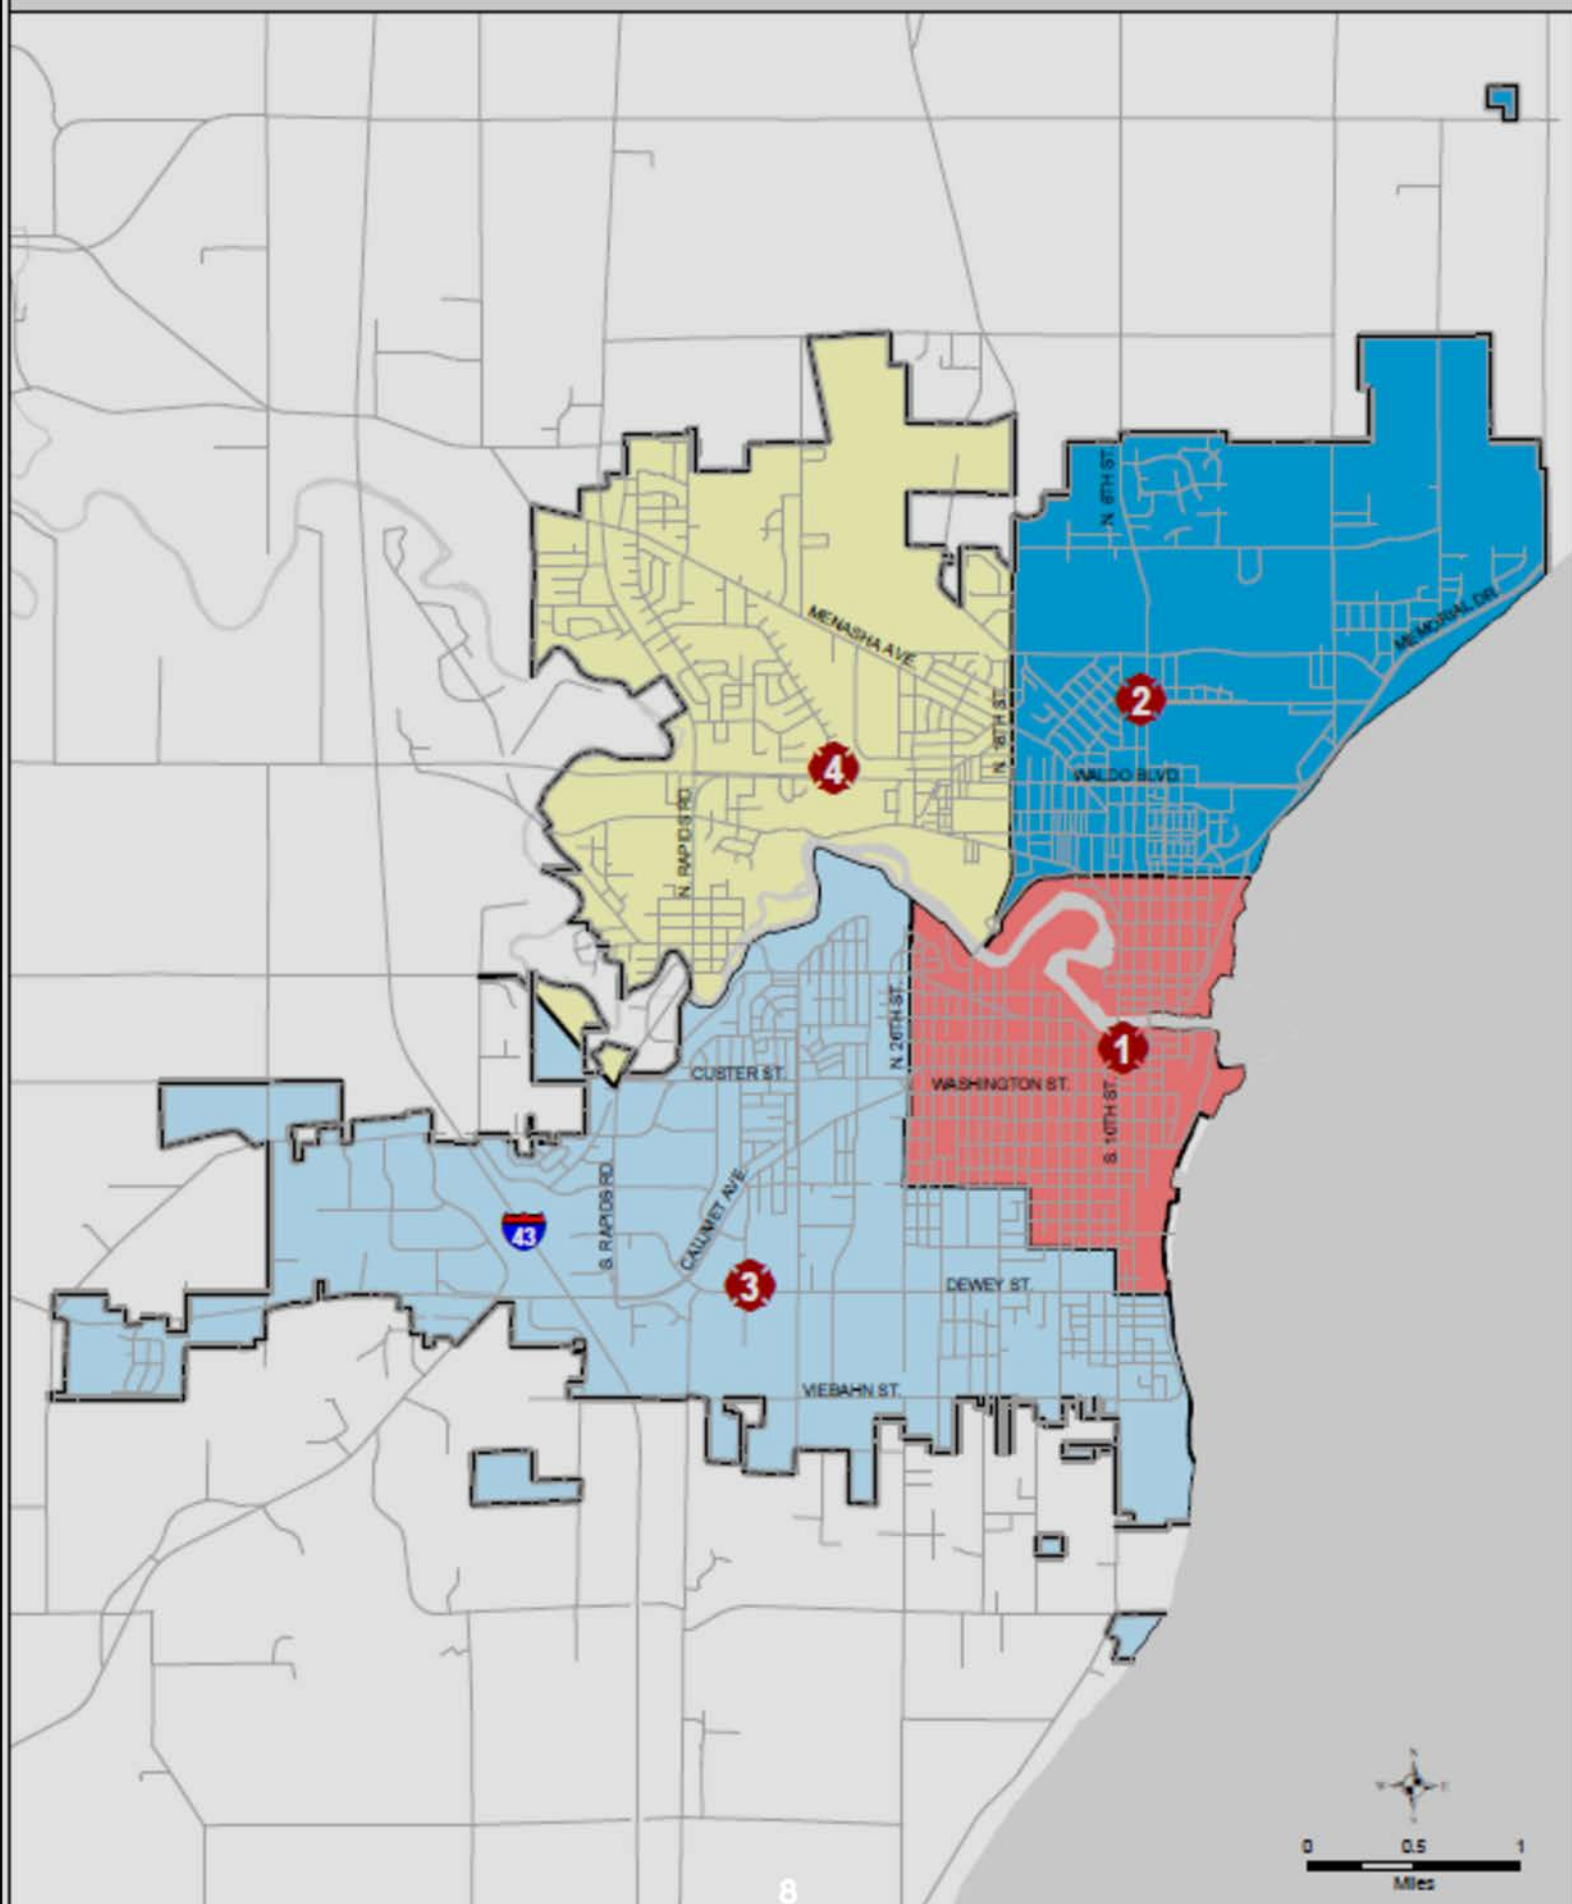 N. 8TH ST.
MEMORIAL DR.
MENASHA AVE.
2
N. 18TH ST.
4
WALDO BLVD.
N. RAPIDS RD.
N. 26TH ST.
1
CUSTER ST.
WASHINGTON ST.
S. 10TH ST.
S. RAPIDS RD.
CALUMET AVE.
43
3
DEWEY ST.
VIEBAHN ST.
N
W E
S
0 0.5 1
Miles
8